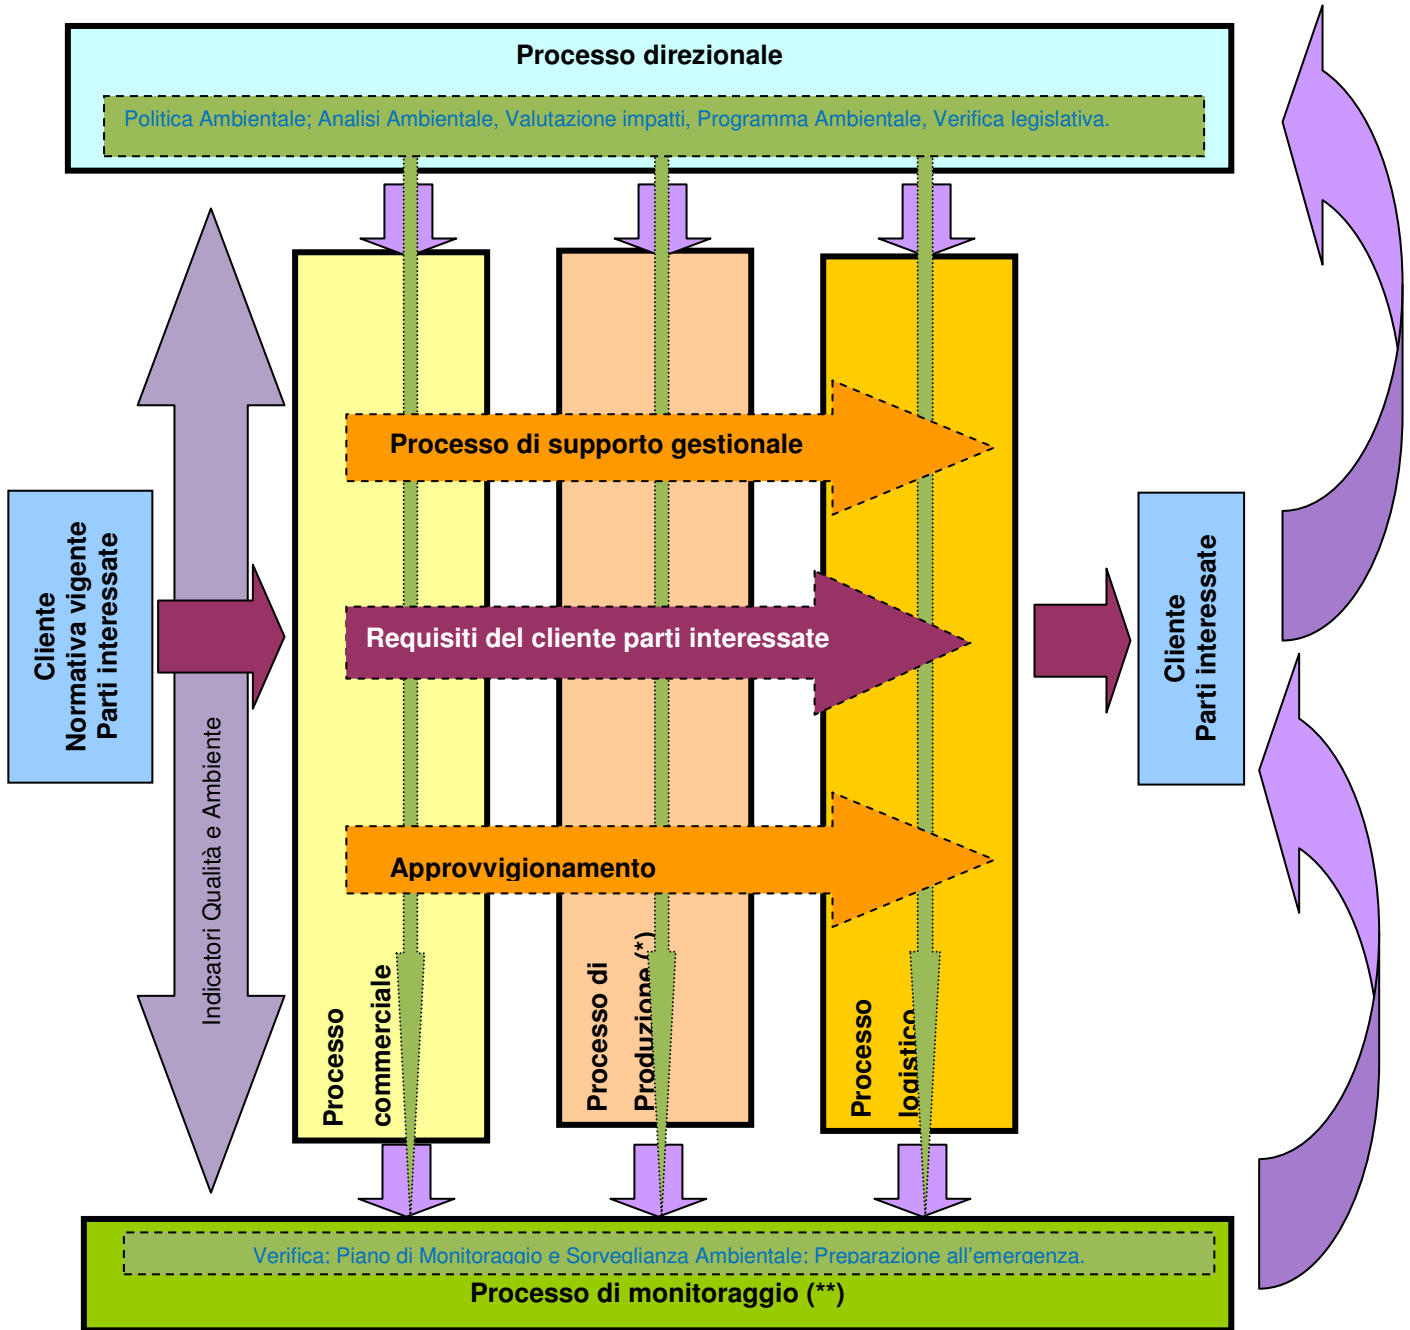 Processo direzionale
Politica Ambientale; Analisi Ambientale, Valutazione impatti, Programma Ambientale, Verifica legislativa.
Cliente
Normativa vigente
Parti interessate
Indicatori Qualità e Ambiente
Processo di supporto gestionale
Requisiti del cliente parti interessate
Approvvigionamento
Processo
commerciale
Processo di
Produzione (*)
Processo
logistico
Cliente
Parti interessate
Verifica: Piano di Monitoraggio e Sorveglianza Ambientale; Preparazione all'emergenza.
Processo di monitoraggio (**)